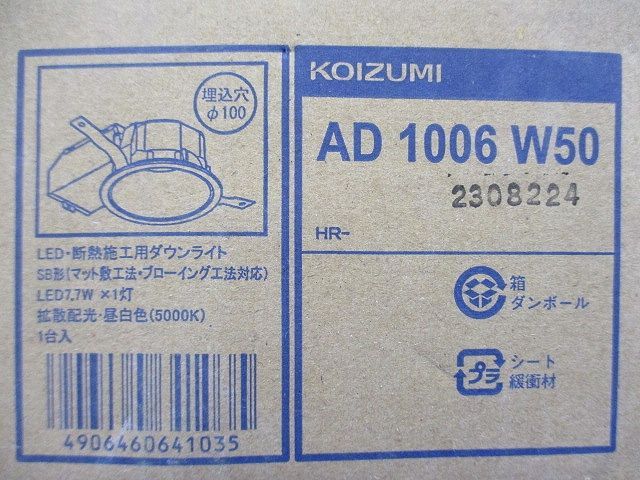 埋込穴
φ100
LED・断熱施工用ダウンライト
SB形(マット敷工法・ブローイング工法対応)
LED7.7W ×1灯
拡散配光・昼白色(5000K)
1台入
4906460641035
KOIZUMI
AD 1006 W50
2308224
HR-
箱
ダンボール
プラ
シート
緩衝材